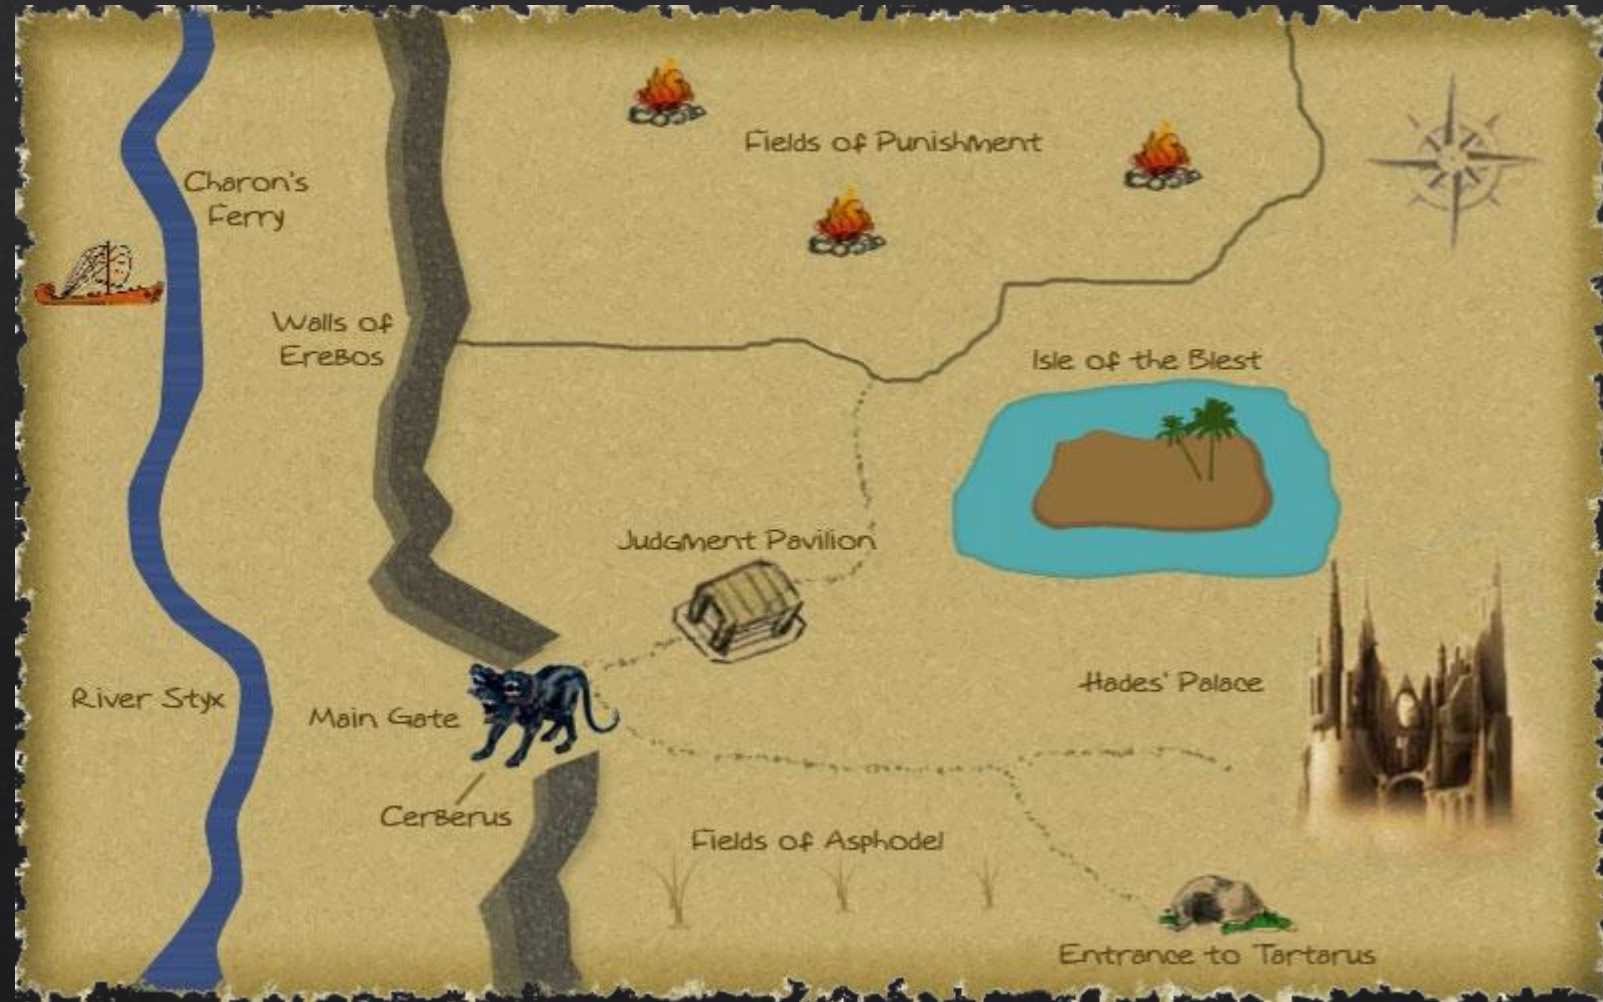 Fields of Punishment
Charon's
Ferry
Walls of
Erebos
Isle of the Blest
Judgment Pavilion
Hades' Palace
River Styx
Main Gate
Cerberus
Fields of Asphodel
Entrance to Tartarus